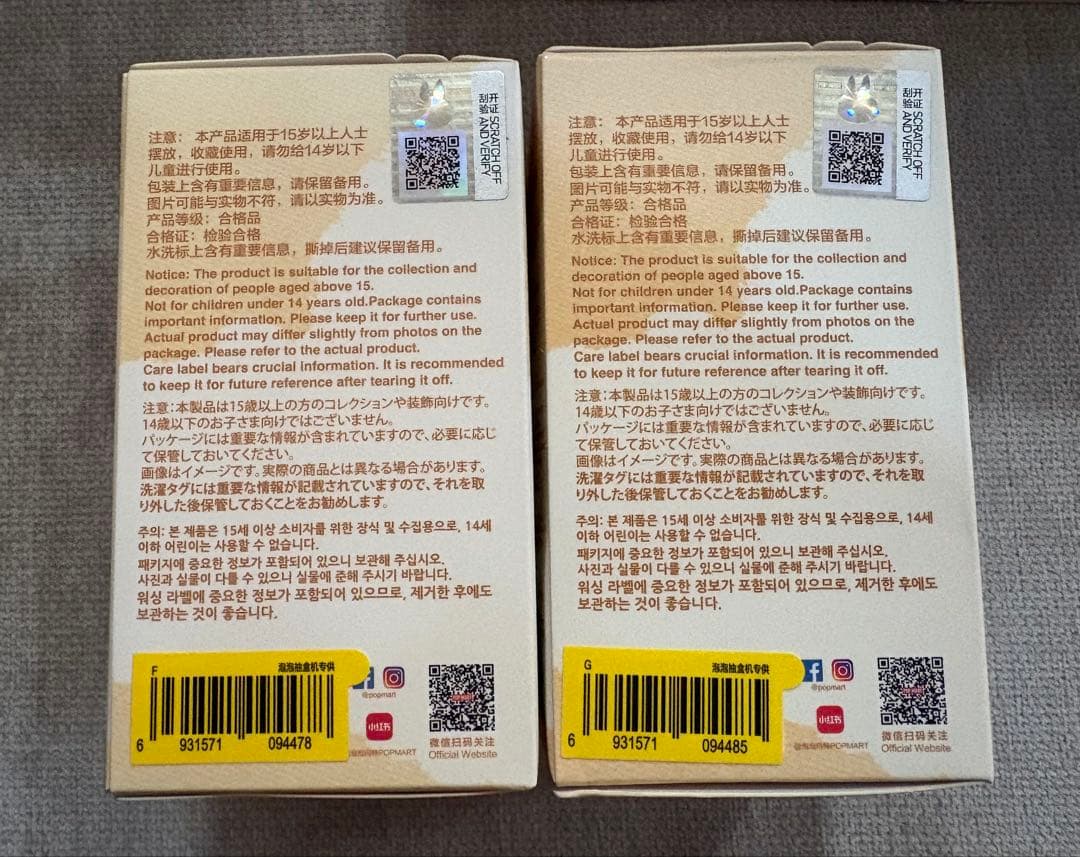 开证 SCRATCH OFF
刮验 AND VERIFY
注意： 本产品适用于15岁以上人士
摆放，收藏使用，请勿给14岁以下
儿童进行使用。
包装上含有重要信息，请保留备用。
图片可能与实物不符，请以实物为准。
产品等级：合格品
合格证：检验合格
水洗标上含有重要信息，撕掉后建议保留备用。
Notice: The product is suitable for the collection and
decoration of people aged above 15.
Not for children under 14 years old.Package contains
important information. Please keep it for further use.
Actual product may differ slightly from photos on the
package. Please refer to the actual product.
Care label bears crucial information. It is recommended
to keep it for future reference after tearing it off.
注意：本製品は15歳以上の方のコレクションや装飾向けです。
14歳以下のお子さま向けではございません。
パッケージには重要な情報が含まれていますので、必要に応じ
て保管しておいてください。
画像はイメージです。実際の商品とは異なる場合があります。
洗濯タグには重要な情報が記載されていますので、それを取
り外した後保管しておくことをお勧めします。
주의: 본 제품은 15세 이상 소비자를 위한 장식 및 수집용으로, 14세
이하 어린이는 사용할 수 없습니다.
패키지에 중요한 정보가 포함되어 있으니 보관해 주십시오.
사진과 실물이 다를 수 있으니 실물에 준해 주시기 바랍니다.
워싱 라벨에 중요한 정보가 포함되어 있으므로, 제거한 후에도
보관하는 것이 좋습니다.
F 泡泡抽盒机专供
6 931571 094478
@popmart
小红书
POPMART
微信扫码关注
Official Website
开证 SCRATCH OFF
刮验 AND VERIFY
注意： 本产品适用于15岁以上人士
摆放，收藏使用，请勿给14岁以下
儿童进行使用。
包装上含有重要信息，请保留备用。
图片可能与实物不符，请以实物为准。
产品等级：合格品
合格证：检验合格
水洗标上含有重要信息，撕掉后建议保留备用。
Notice: The product is suitable for the collection and
decoration of people aged above 15.
Not for children under 14 years old.Package contains
important information. Please keep it for further use.
Actual product may differ slightly from photos on the
package. Please refer to the actual product.
Care label bears crucial information. It is recommended
to keep it for future reference after tearing it off.
注意：本製品は15歳以上の方のコレクションや装飾向けです。
14歳以下のお子さま向けではございません。
パッケージには重要な情報が含まれていますので、必要に応じ
て保管しておいてください。
画像はイメージです。実際の商品とは異なる場合があります。
洗濯タグには重要な情報が記載されていますので、それを取
り外した後保管しておくことをお勧めします。
주의: 본 제품은 15세 이상 소비자를 위한 장식 및 수집용으로, 14세
이하 어린이는 사용할 수 없습니다.
패키지에 중요한 정보가 포함되어 있으니 보관해 주십시오.
사진과 실물이 다를 수 있으니 실물에 준해 주시기 바랍니다.
워싱 라벨에 중요한 정보가 포함되어 있으므로, 제거한 후에도
보관하는 것이 좋습니다.
G 泡泡抽盒机专供
6 931571 094485
@popmart
小红书
@泡泡玛特POPMART
微信扫码关注
Official Website